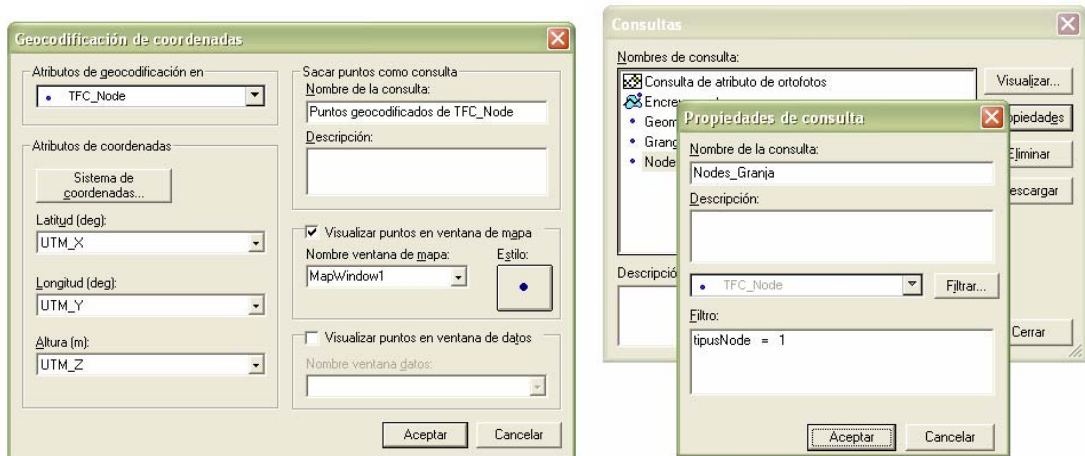 Geocodificación de coordenadas
Atributos de geocodificación en
TFC_Node
Atributos de coordenadas
Sistema de coordenadas...
Latitud (deg):
UTM_X
Longitud (deg):
UTM_Y
Altura (m):
UTM_Z
Sacar puntos como consulta
Nombre de la consulta:
Puntos geocodificados de TFC_Node
Descripción:
Visualizar puntos en ventana de mapa
Nombre ventana de mapa:
Estilo:
MapWindow1
Visualizar puntos en ventana de datos
Nombre ventana datos:
Aceptar
Cancelar
Consultas
Nombres de consulta:
Consulta de atributo de ortofotos
Visualizar...
opiedades
Eliminar
escargar
Descripció
Cerrar
Propiedades de consulta
Nombre de la consulta:
Nodes_Granja
Descripción:
TFC_Node
Filtrar...
Filtro:
tipusNode = 1
Aceptar
Cancelar